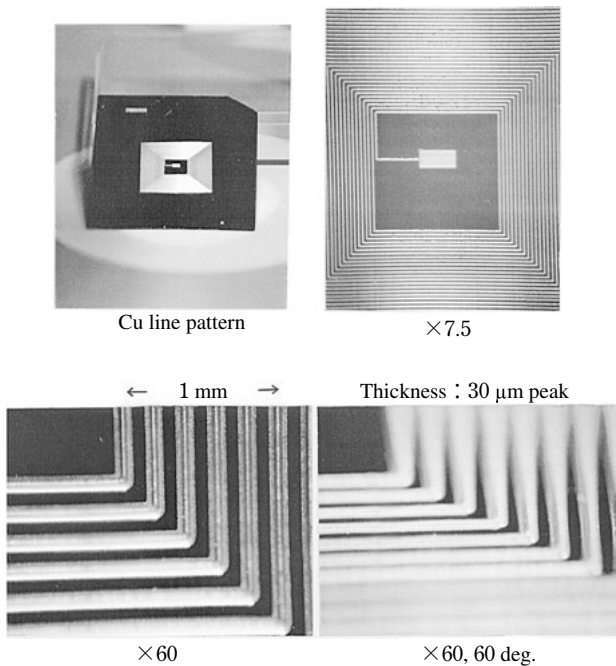 Cu line pattern
×7.5
← 1 mm →
Thickness : 30 µm peak
×60
×60, 60 deg.